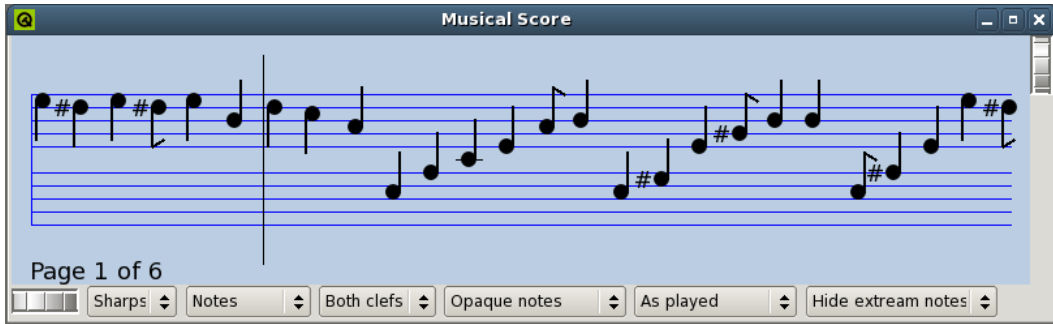 Musical Score
Page 1 of 6
Sharps Notes Both clefs Opaque notes As played Hide extream notes